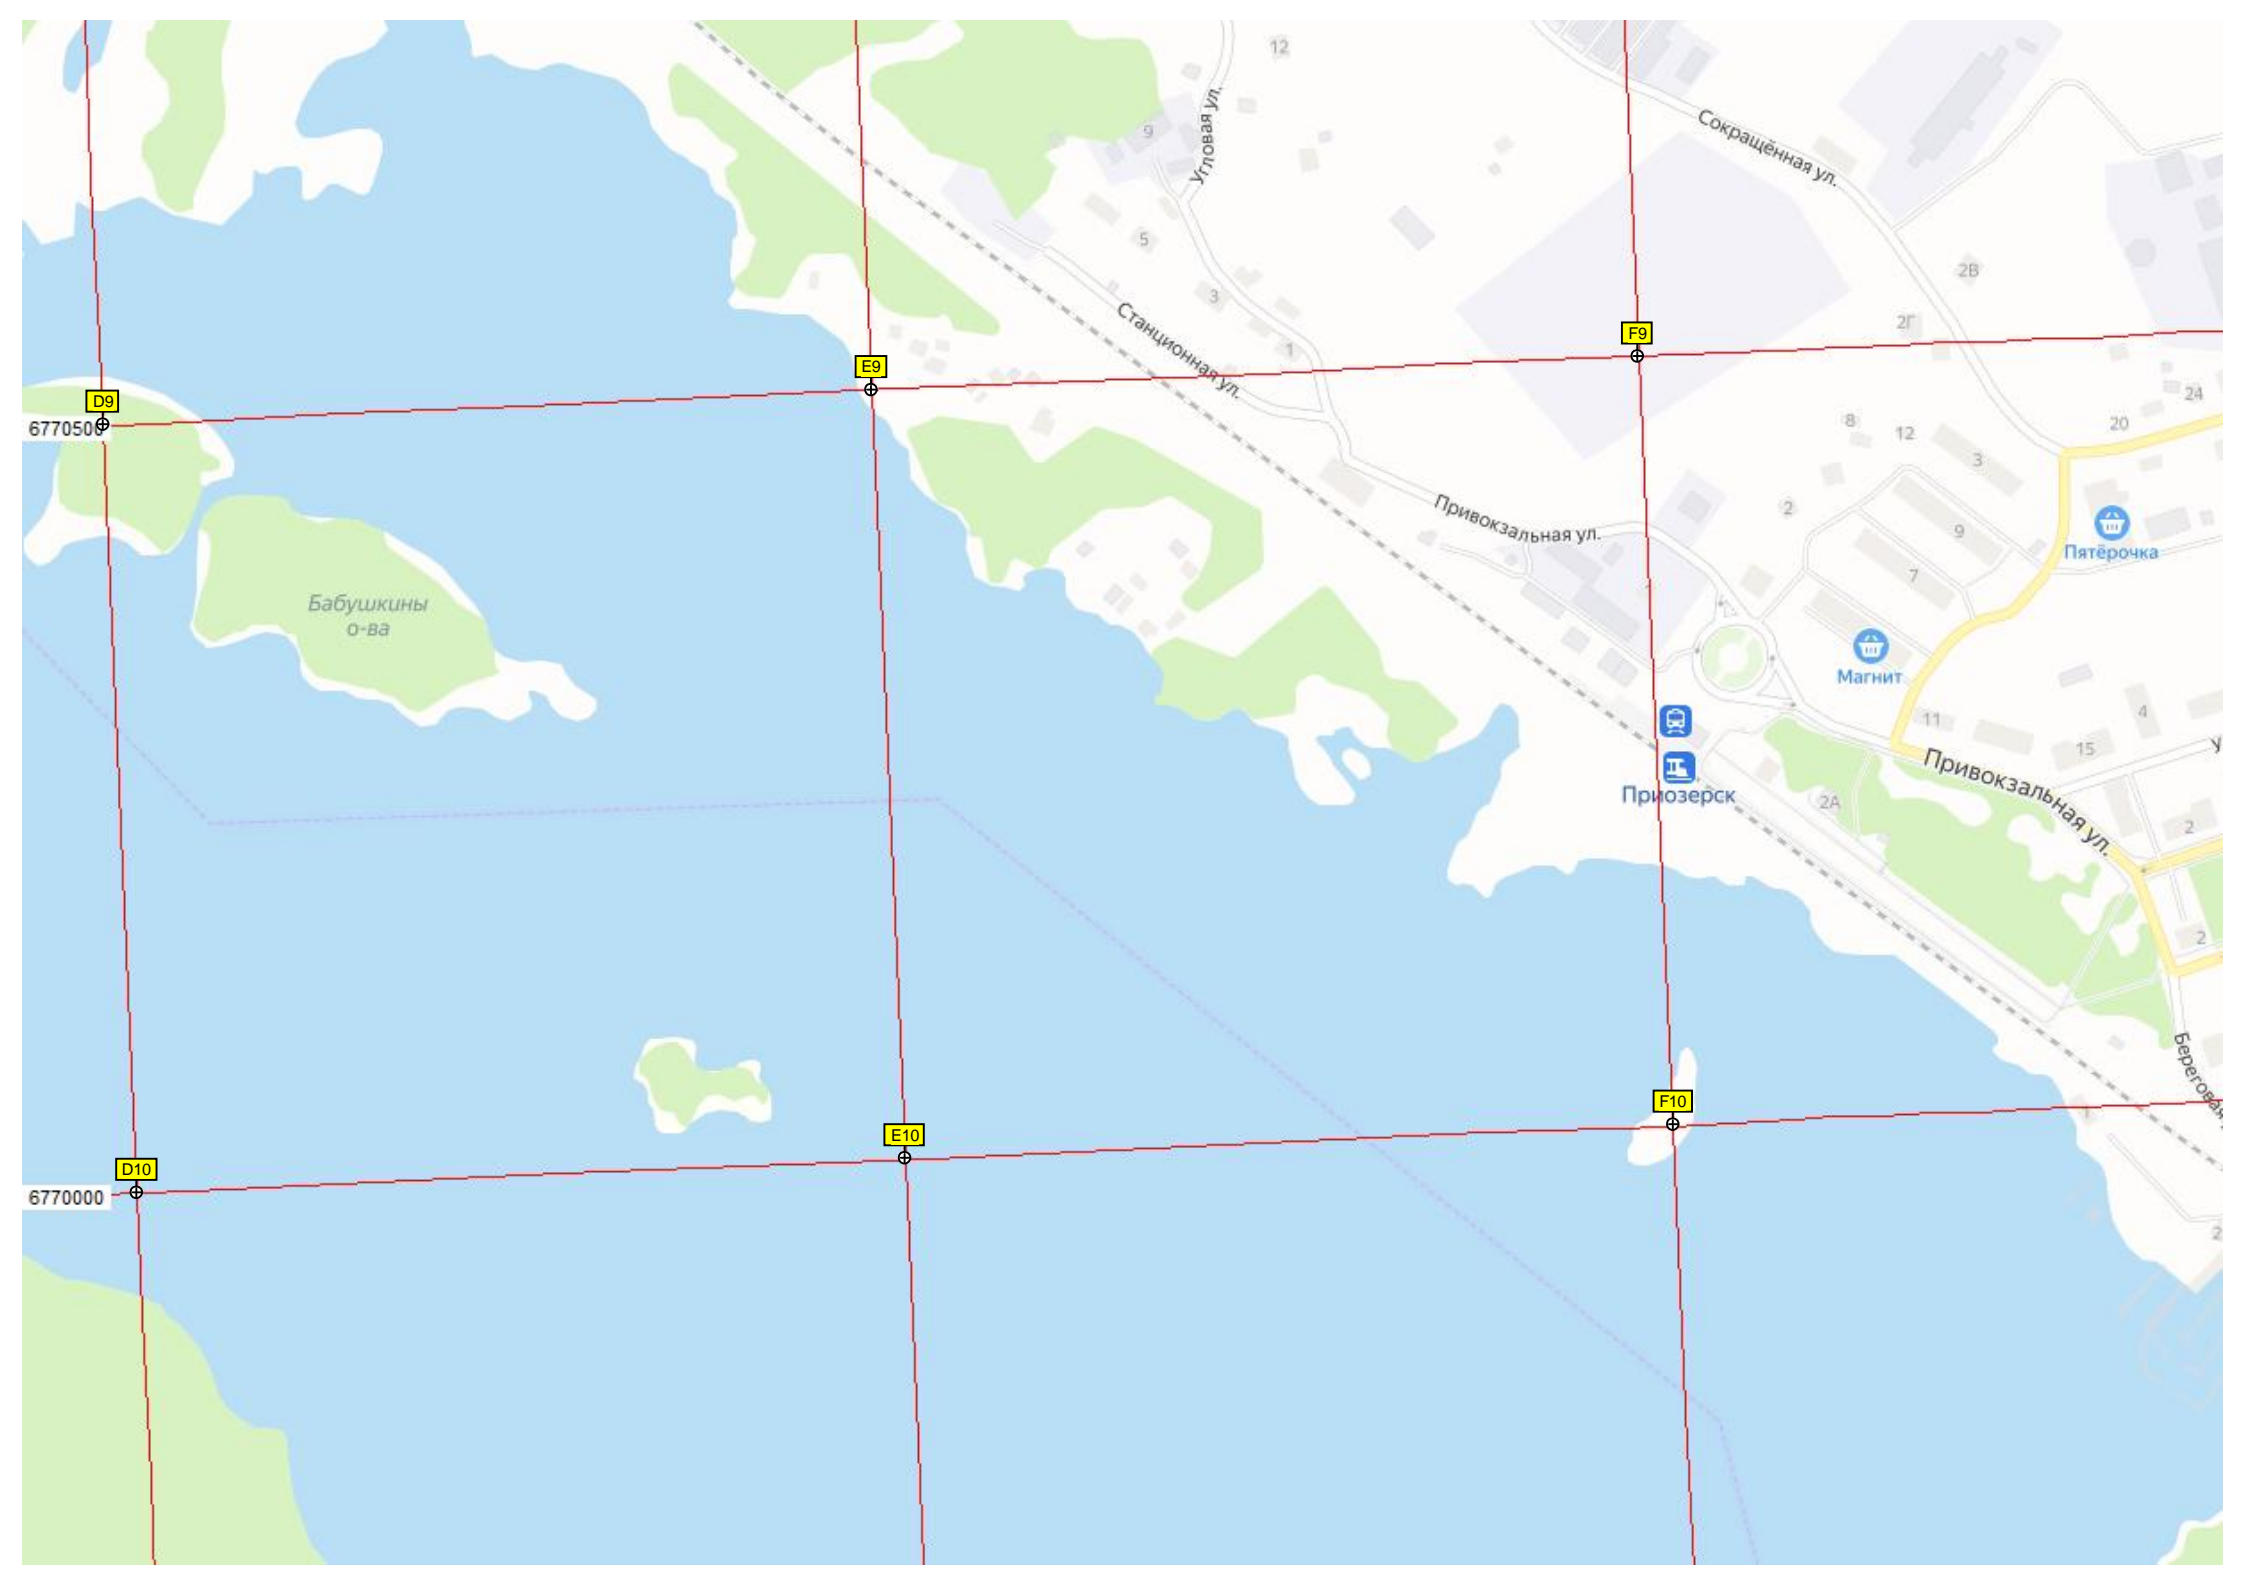 12
Угловая ул.
9
Сокращённая ул.
5
2В
3
Станционная ул.
2Г
F9
1
E9
D9
6770500
24
8
12
20
3
Привокзальная ул.
2
9
Пятёрочка
7
Бабушкины
о-ва
Магнит
11
4
15
У
Привокзальная ул.
Приозерск
2А
2
2
Береговая
F10
1
E10
D10
6770000
2